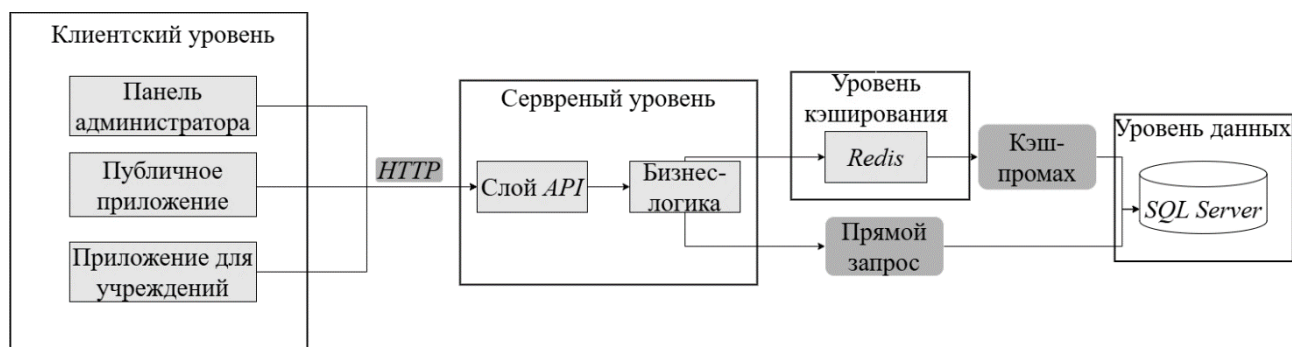 Клиентский уровень
Панель
администратора
Публичное
приложение
Приложение для
учреждений
HTTP
Сервреный уровень
Слой API
Бизнес-
логика
Уровень
кэширования
Redis
Кэш-
промах
Прямой
запрос
Уровень данных
SQL Server